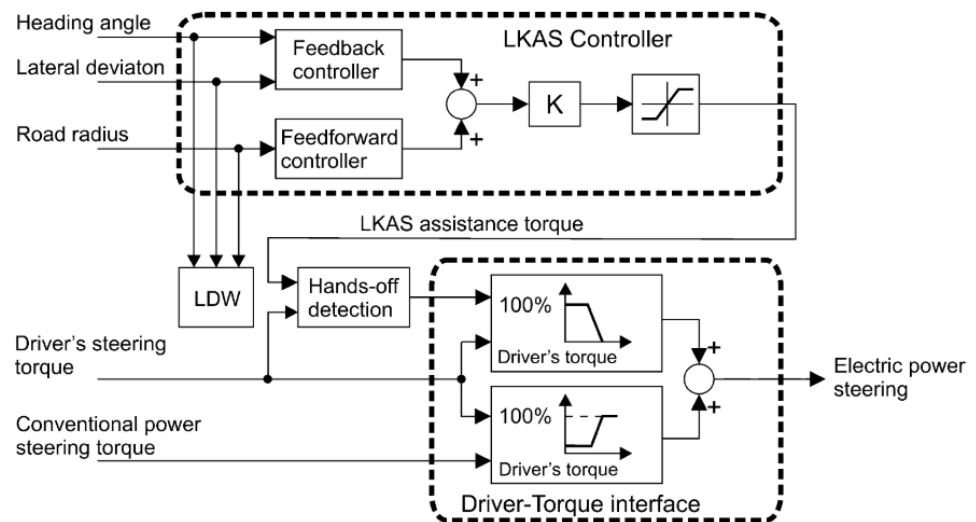 Heading angle
Lateral deviaton
Road radius
LKAS Controller
Feedback
controller
+
+
K
Feedforward
controller
LKAS assistance torque
LDW
Hands-off
detection
100%
Driver's torque
Driver's steering
torque
+
+
Electric power
steering
Conventional power
steering torque
100%
Driver's torque
Driver-Torque interface